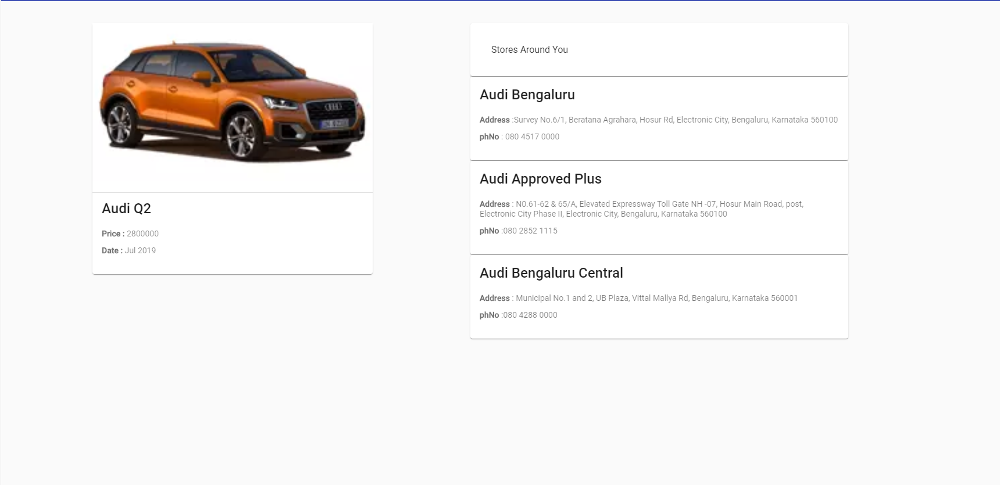 Audi Q2
Price : 2800000
Date : Jul 2019
Stores Around You
Audi Bengaluru
Address :Survey No.6/1, Beratana Agrahara, Hosur Rd, Electronic City, Bengaluru, Karnataka 560100
phNo : 080 4517 0000
Audi Approved Plus
Address : N0.61-62 & 65/A, Elevated Expressway Toll Gate NH -07, Hosur Main Road, post,
Electronic City Phase II, Electronic City, Bengaluru, Karnataka 560100
phNo :080 2852 1115
Audi Bengaluru Central
Address : Municipal No.1 and 2, UB Plaza, Vittal Mallya Rd, Bengaluru, Karnataka 560001
phNo :080 4288 0000